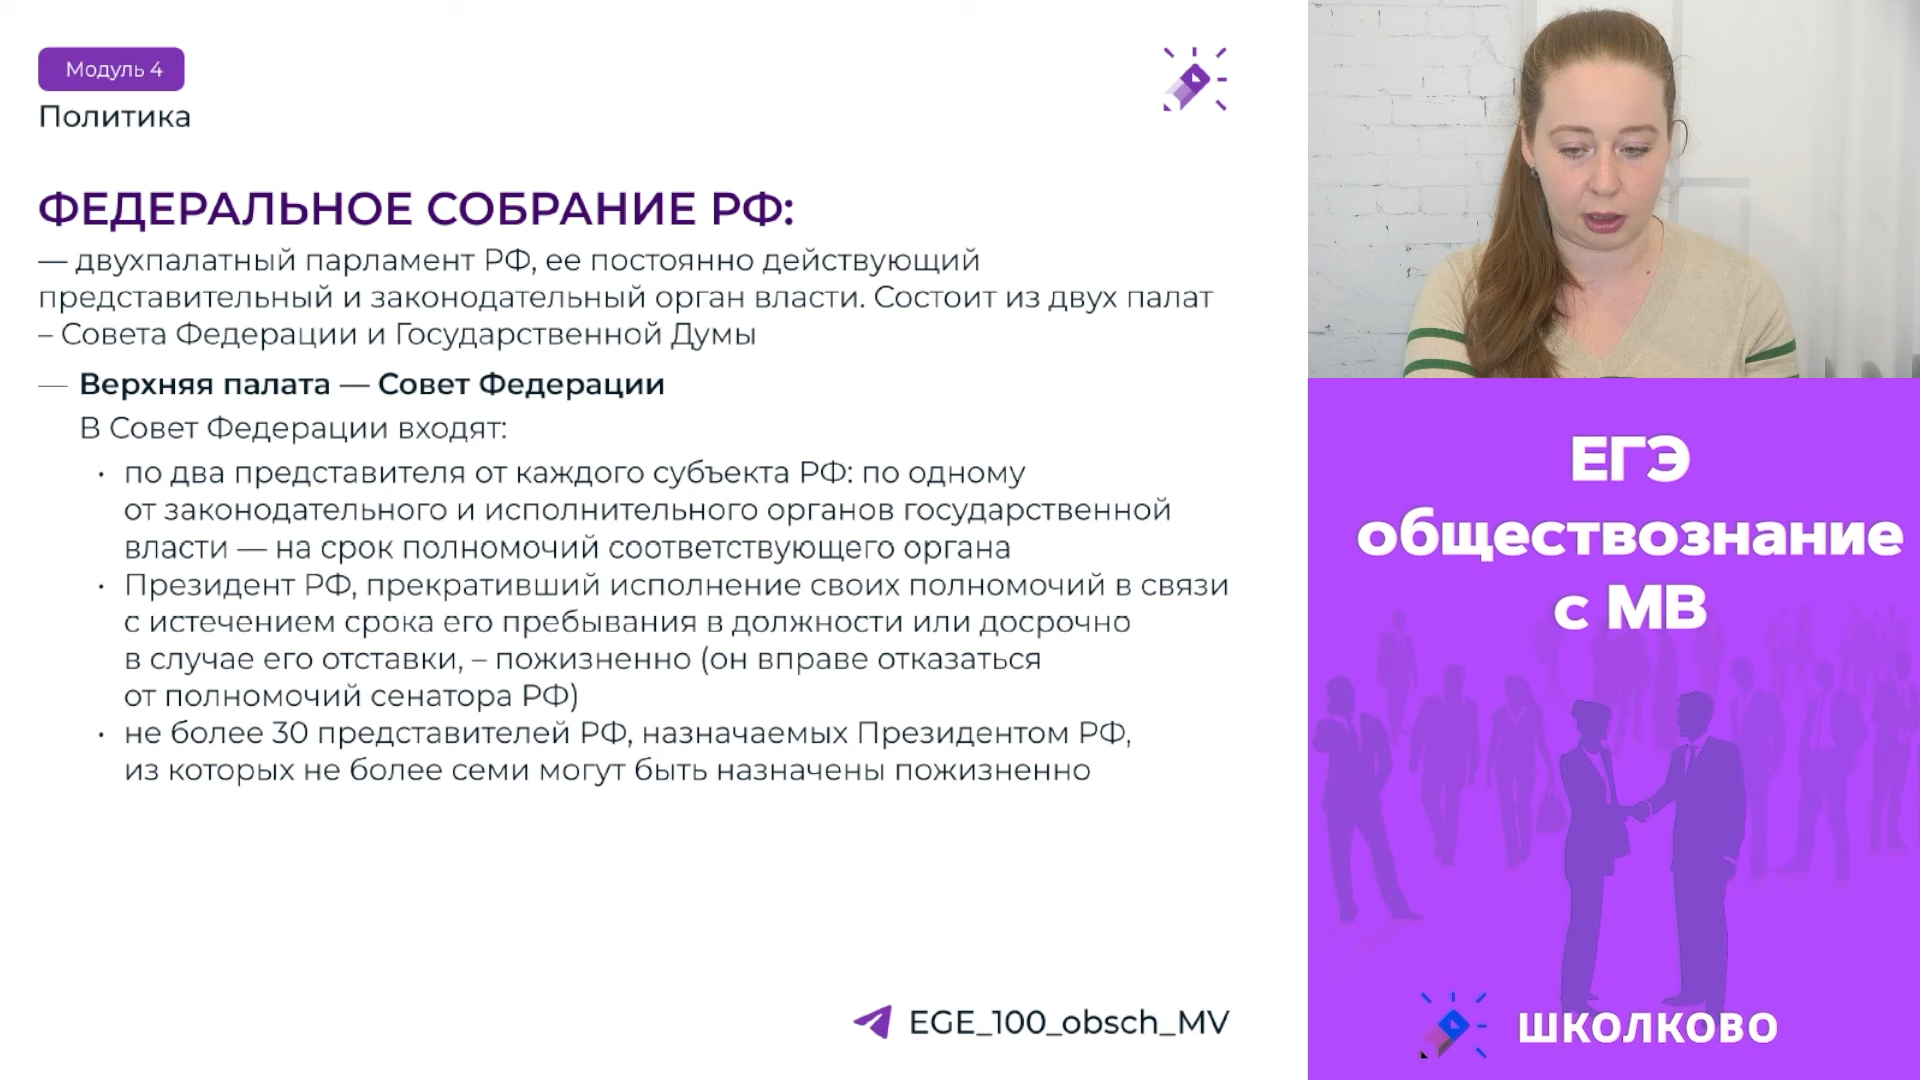 Модуль 4
Политика
ФЕДЕРАЛЬНОЕ СОБРАНИЕ РФ:
— двухпалатный парламент РФ, ее постоянно действующий
представительный и законодательный орган власти. Состоит из двух палат
– Совета Федерации и Государственной Думы
— Верхняя палата — Совет Федерации
В Совет Федерации входят:
· по два представителя от каждого субъекта РФ: по одному
от законодательного и исполнительного органов государственной
власти — на срок полномочий соответствующего органа
· Президент РФ, прекративший исполнение своих полномочий в связи
с истечением срока его пребывания в должности или досрочно
в случае его отставки, – пожизненно (он вправе отказаться
от полномочий сенатора РФ)
· не более 30 представителей РФ, назначаемых Президентом РФ,
из которых не более семи могут быть назначены пожизненно
EGE_100_obsch_MV
ЕГЭ
обществознание
с МВ
ШКОЛКОВО